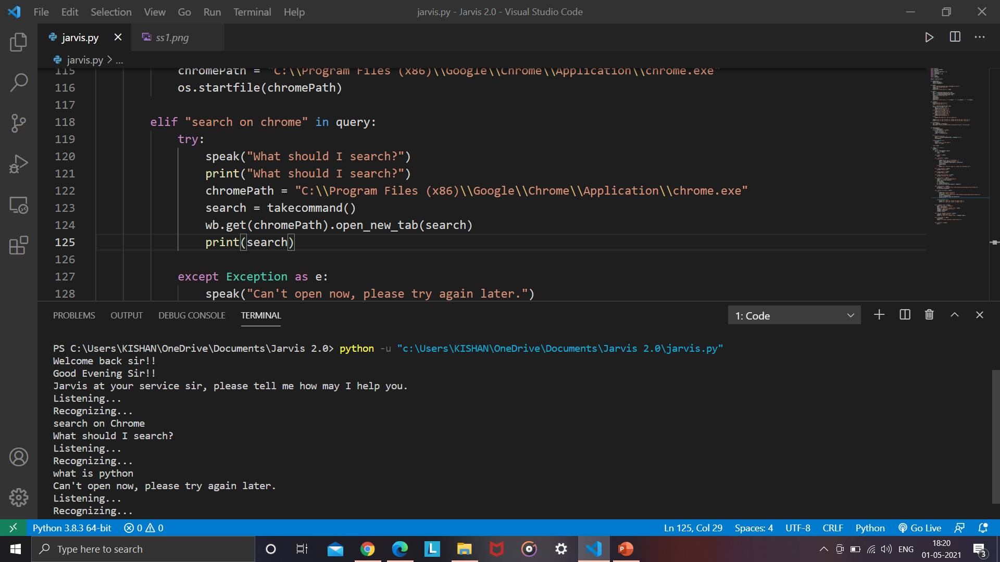 File Edit Selection View Go Run Terminal Help jarvis.py - Jarvis 2.0 - Visual Studio Code
jarvis.py ss1.png
jarvis.py > ...
115 chromePath = "C:\\Program Files (x86)\\Google\\Chrome\\Application\\chrome.exe"
116 os.startfile(chromePath)
117
118 elif "search on chrome" in query:
119 try:
120 speak("What should I search?")
121 print("What should I search?")
122 chromePath = "C:\\Program Files (x86)\\Google\\Chrome\\Application\\chrome.exe"
123 search = takecommand()
124 wb.get(chromePath).open_new_tab(search)
125 print(search)
126
127 except Exception as e:
128 speak("Can't open now, please try again later.")
PROBLEMS OUTPUT DEBUG CONSOLE TERMINAL 1: Code
PS C:\Users\KISHAN\OneDrive\Documents\Jarvis 2.0> python -u "c:\Users\KISHAN\OneDrive\Documents\Jarvis 2.0\jarvis.py"
Welcome back sir!!
Good Evening Sir!!
Jarvis at your service sir, please tell me how may I help you.
Listening...
Recognizing...
search on Chrome
What should I search?
Listening...
Recognizing...
what is python
Can't open now, please try again later.
Listening...
Recognizing...
Python 3.8.3 64-bit 0 0 Ln 125, Col 29 Spaces: 4 UTF-8 CRLF Python Go Live
Type here to search L P ENG 18:20
01-05-2021 3